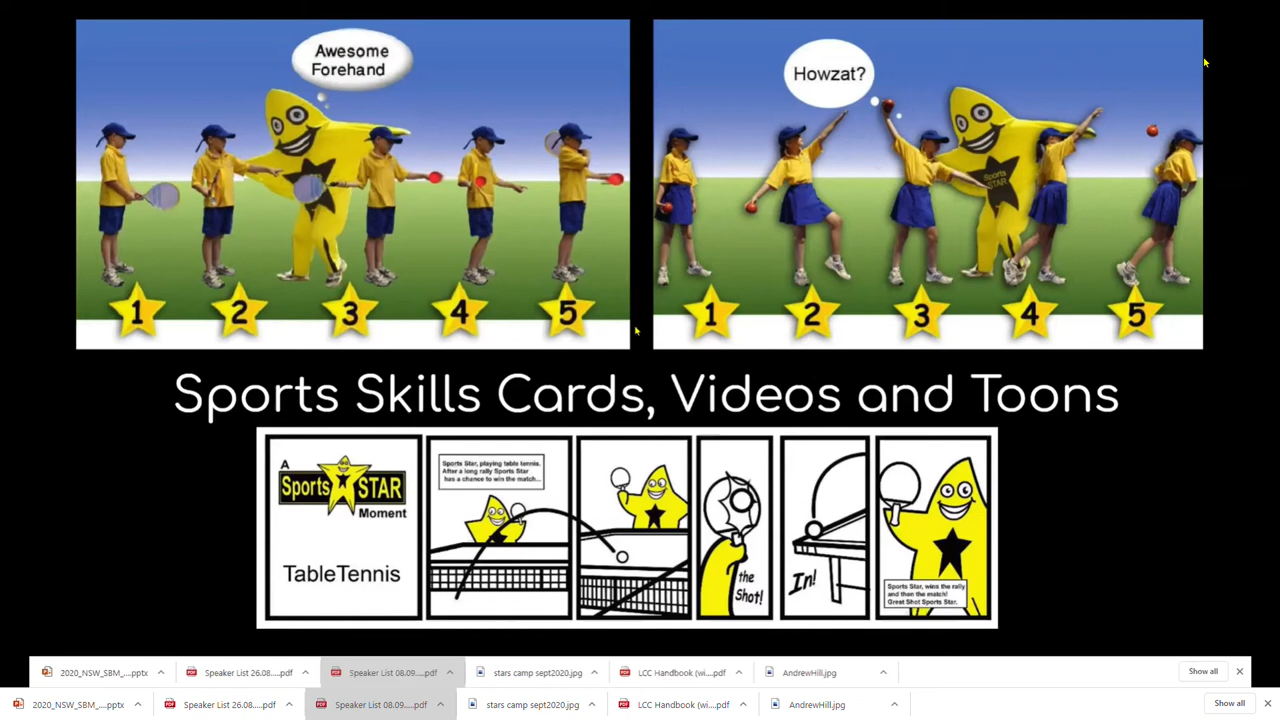 Awesome
Forehand
1 2 3 4 5
Howzat?
Sports
STAR
1 2 3 4 5
Sports Skills Cards, Videos and Toons
A
Sports STAR
Moment
TableTennis
Sports Star, playing table tennis.
After a long rally Sports Star
has a chance to win the match...
the
Shot!
In!
Sports Star, wins the rally
and then the match!
Great Shot Sports Star.
2020_NSW_SBM_....pptx Speaker List 26.08.....pdf Speaker List 08.09.....pdf stars camp sept2020.jpg LCC Handbook (wi....pdf AndrewHill.jpg Show all
2020_NSW_SBM_....pptx Speaker List 26.08.....pdf Speaker List 08.09.....pdf stars camp sept2020.jpg LCC Handbook (wi....pdf AndrewHill.jpg Show all